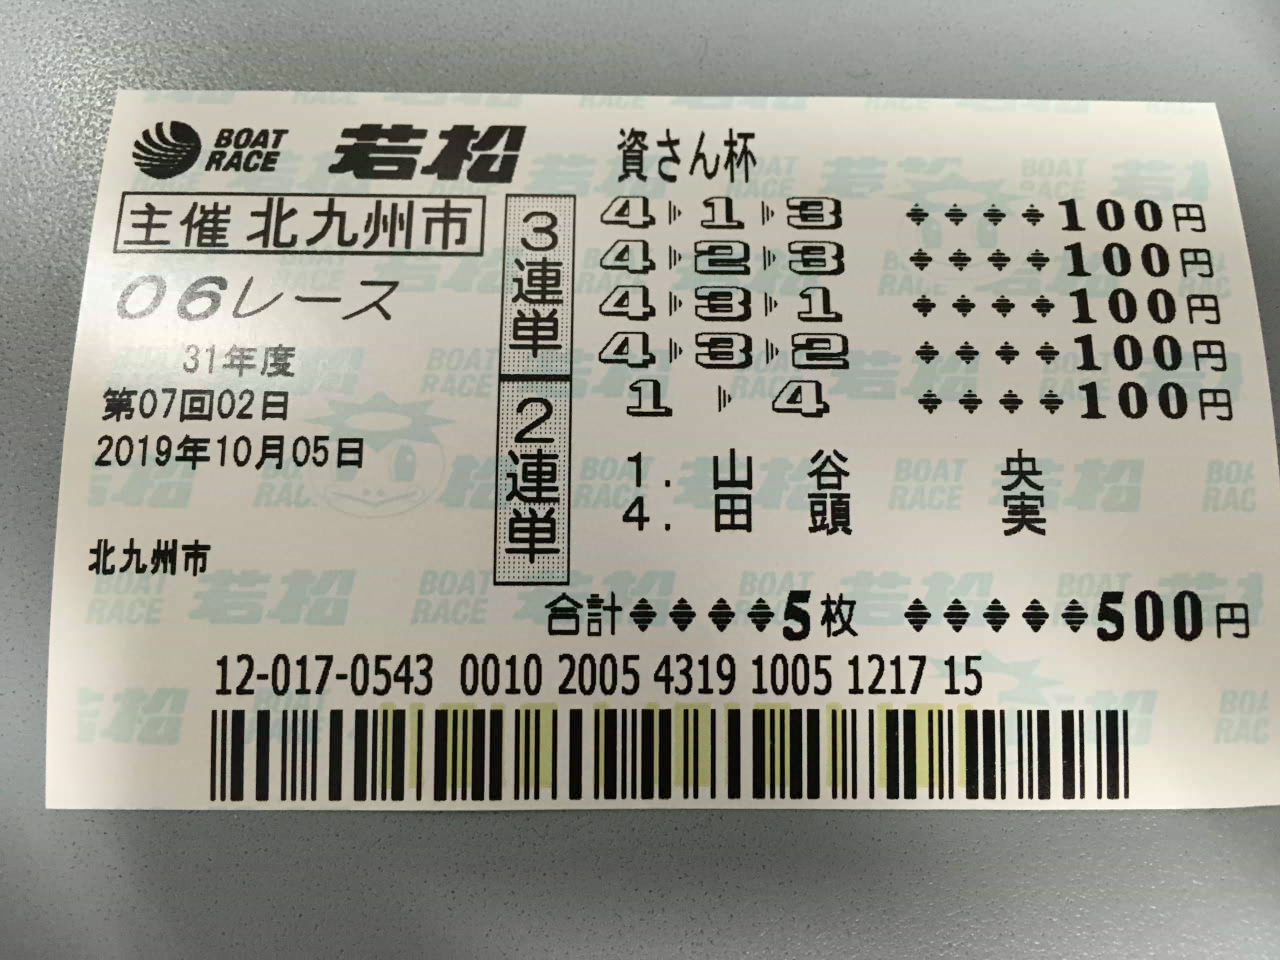 BOAT RACE 若松 資さん杯
主催 北九州市
06レース
31年度
第07回02日
2019年10月05日
北九州市
3連単
2連単
4 1 3 100円
4 2 3 100円
4 3 1 100円
4 3 2 100円
1 4 100円
1. 山 谷 央
4. 田 頭 実
合計 5枚 500円
12-017-0543 0010 2005 4319 1005 1217 15